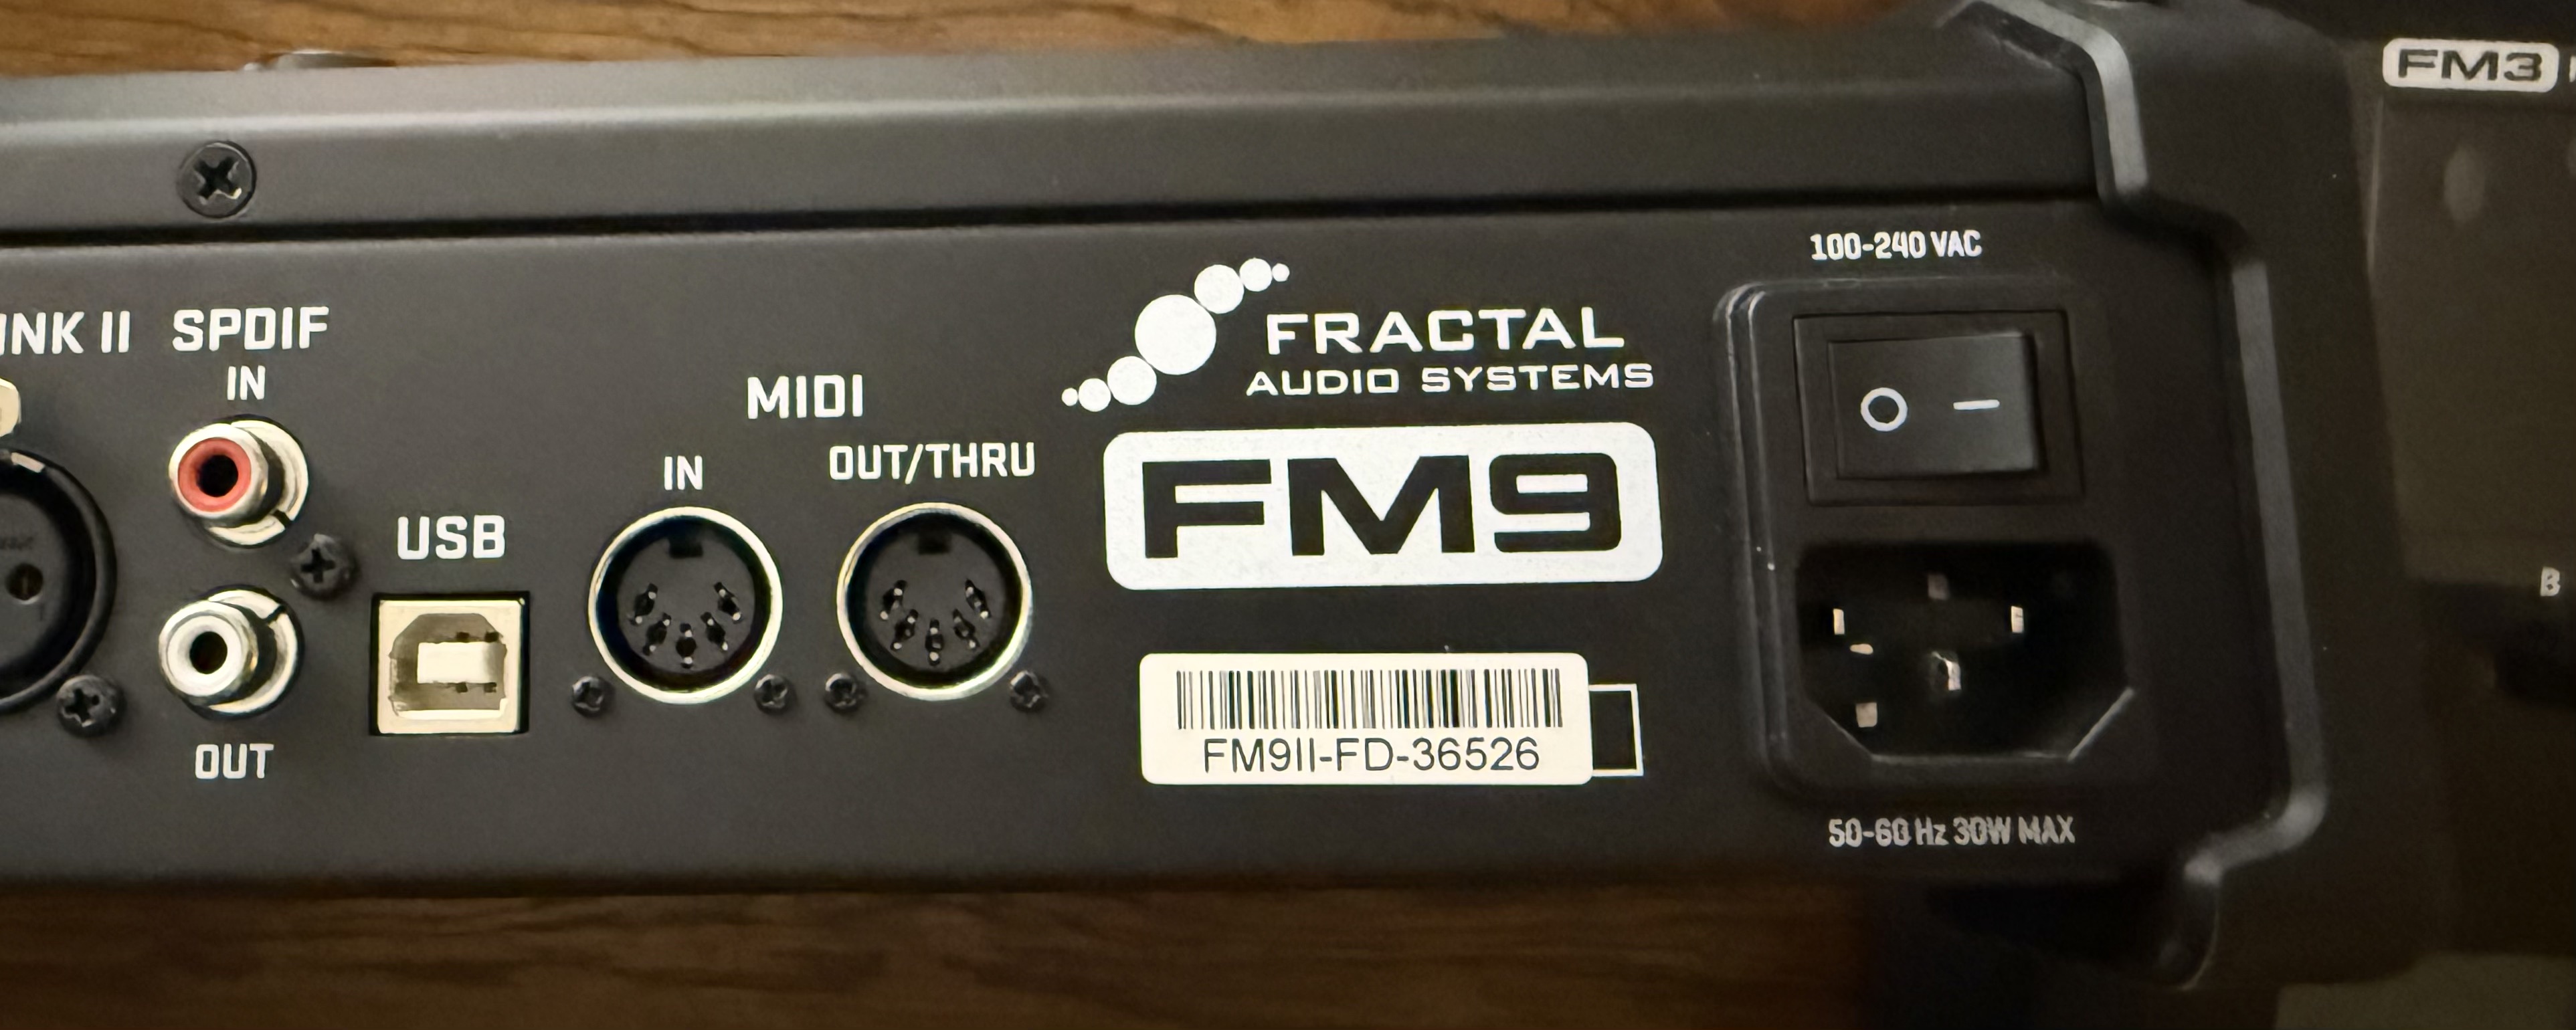 FM3
100-240 VAC
INK II
SPDIF
IN
OUT
USB
MIDI
IN
OUT/THRU
FRACTAL
AUDIO SYSTEMS
FM9
FM9II-FD-36526
50-60 Hz 30W MAX
B